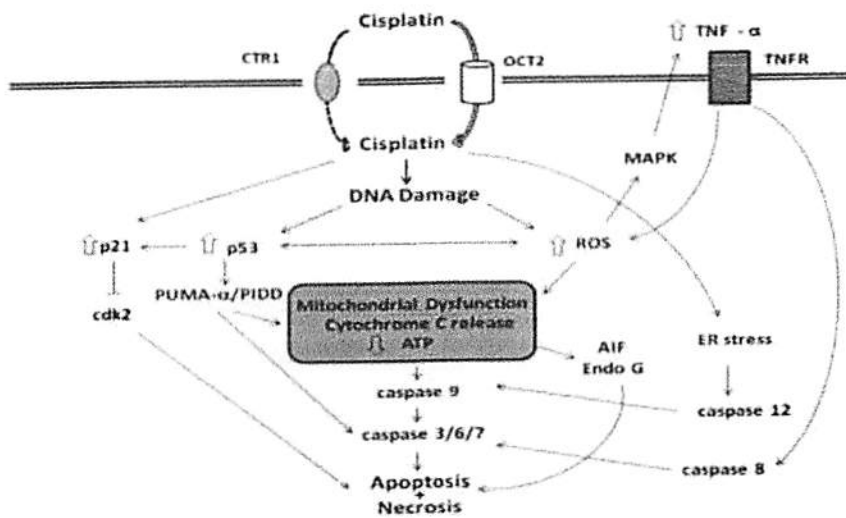 Cisplatin
⇧ TNF - α
CTR1
OCT2
TNFR
Cisplatin
MAPK
DNA Damage
⇧ p21
⇧ p53
⇧ ROS
PUMA-α/PIDD
cdk2
Mitochondrial Dysfunction
Cytochrome C release
⇩ ATP
AIF
Endo G
ER stress
caspase 9
caspase 12
caspase 3/6/7
caspase 8
Apoptosis
+
Necrosis